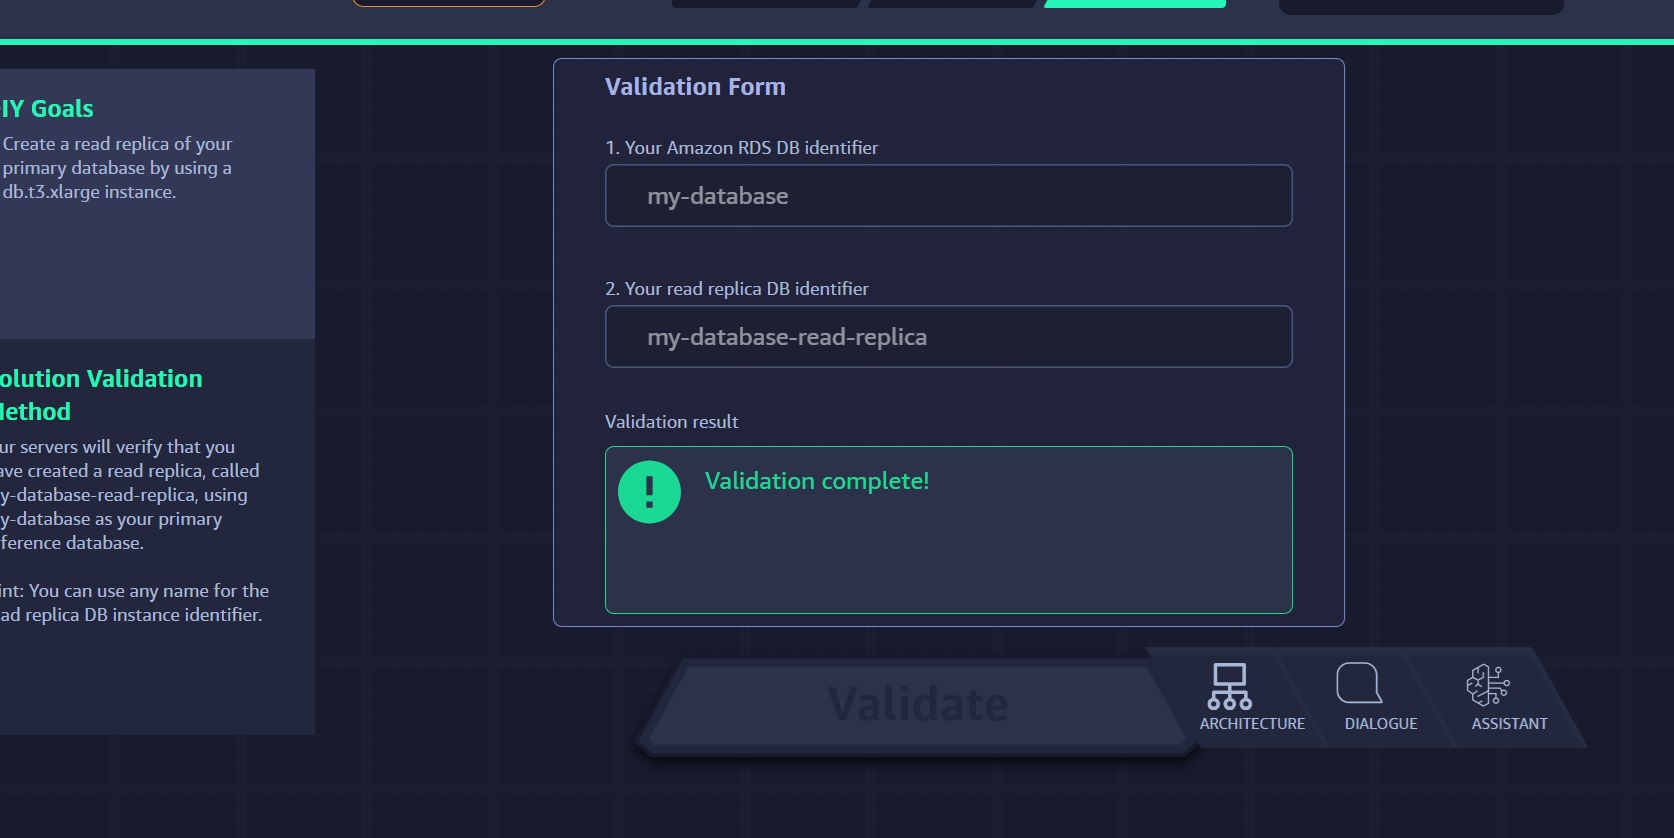 IY Goals
Create a read replica of your
primary database by using a
db.t3.xlarge instance.
olution Validation
ethod
ur servers will verify that you
ave created a read replica, called
y-database-read-replica, using
y-database as your primary
ference database.
int: You can use any name for the
ad replica DB instance identifier.
Validation Form
1. Your Amazon RDS DB identifier
my-database
2. Your read replica DB identifier
my-database-read-replica
Validation result
!
Validation complete!
Validate
ARCHITECTURE
DIALOGUE
ASSISTANT